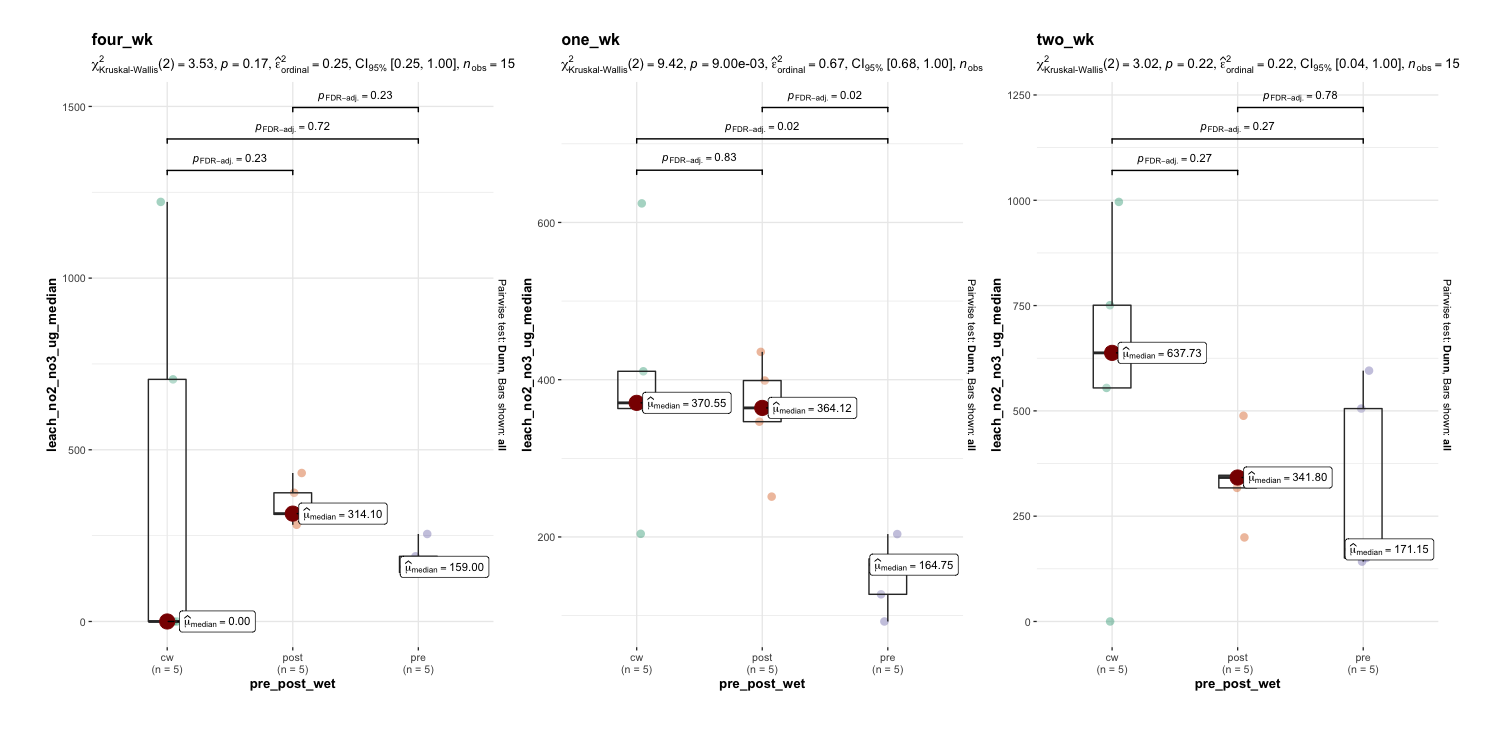 four_wk
χ²Kruskal-Wallis(2) = 3.53, p = 0.17, ε̂²ordinal = 0.25, CI95% [0.25, 1.00], nobs = 15
pFDR−adj. = 0.23
pFDR−adj. = 0.72
pFDR−adj. = 0.23
1500
1000
500
0
leach_no2_no3_ug_median
μ̂median = 0.00
μ̂median = 314.10
μ̂median = 159.00
Pairwise test: Dunn, Bars shown: all
cw
(n = 5)
post
(n = 5)
pre
(n = 5)
pre_post_wet
one_wk
χ²Kruskal-Wallis(2) = 9.42, p = 9.00e-03, ε̂²ordinal = 0.67, CI95% [0.68, 1.00], nobs
pFDR−adj. = 0.02
pFDR−adj. = 0.02
pFDR−adj. = 0.83
600
400
200
leach_no2_no3_ug_median
μ̂median = 370.55
μ̂median = 364.12
μ̂median = 164.75
Pairwise test: Dunn, Bars shown: all
cw
(n = 5)
post
(n = 5)
pre
(n = 5)
pre_post_wet
two_wk
χ²Kruskal-Wallis(2) = 3.02, p = 0.22, ε̂²ordinal = 0.22, CI95% [0.04, 1.00], nobs = 15
pFDR−adj. = 0.78
pFDR−adj. = 0.27
pFDR−adj. = 0.27
1250
1000
750
500
250
0
leach_no2_no3_ug_median
μ̂median = 637.73
μ̂median = 341.80
μ̂median = 171.15
Pairwise test: Dunn, Bars shown: all
cw
(n = 5)
post
(n = 5)
pre
(n = 5)
pre_post_wet